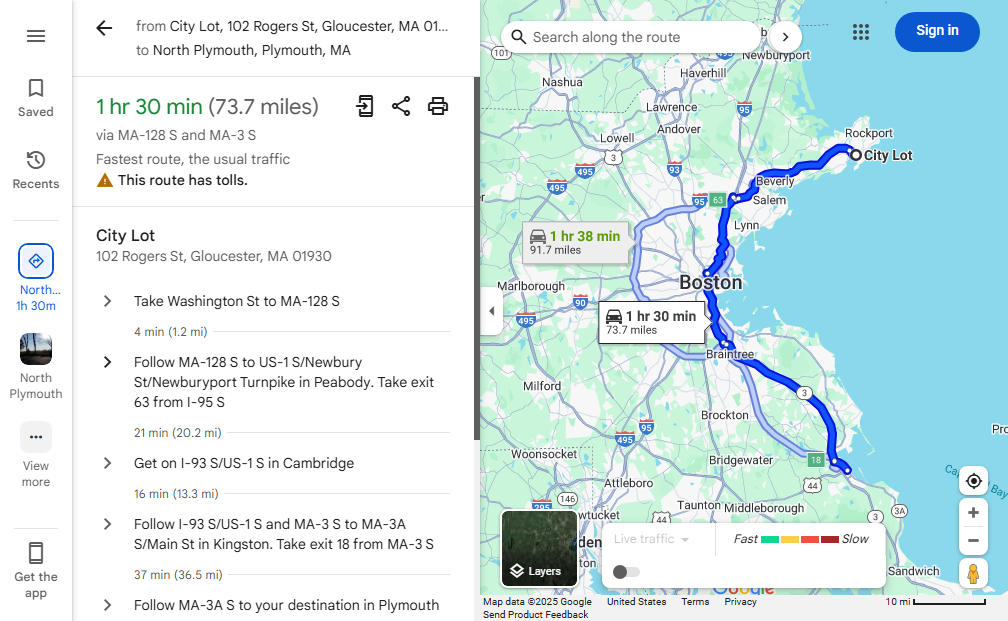 Saved
Recents
North...
1h 30m
North
Plymouth
View
more
Get the
app
from City Lot, 102 Rogers St, Gloucester, MA 01...
to North Plymouth, Plymouth, MA
1 hr 30 min (73.7 miles)
via MA-128 S and MA-3 S
Fastest route, the usual traffic
This route has tolls.
City Lot
102 Rogers St, Gloucester, MA 01930
Take Washington St to MA-128 S
4 min (1.2 mi)
Follow MA-128 S to US-1 S/Newbury
St/Newburyport Turnpike in Peabody. Take exit
63 from I-95 S
21 min (20.2 mi)
Get on I-93 S/US-1 S in Cambridge
16 min (13.3 mi)
Follow I-93 S/US-1 S and MA-3 S to MA-3A
S/Main St in Kingston. Take exit 18 from MA-3 S
37 min (36.5 mi)
Follow MA-3A S to your destination in Plymouth
Search along the route
Sign in
101
Newburyport
Haverhill
Nashua
Lawrence
95
Andover
Lowell
3
Rockport
City Lot
93
495
495
Beverly
95
63
Salem
Lynn
1 hr 38 min
91.7 miles
Marlborough
Boston
90
495
1 hr 30 min
73.7 miles
Braintree
Milford
3
Brockton
95
495
Woonsocket
Bridgewater
18
44
Attleboro
146
Taunton
Middleborough
44
3
3A
Sandwich
Layers
Live traffic
Fast
Slow
Map data ©2025 Google
United States
Terms
Privacy
10 mi
Send Product Feedback